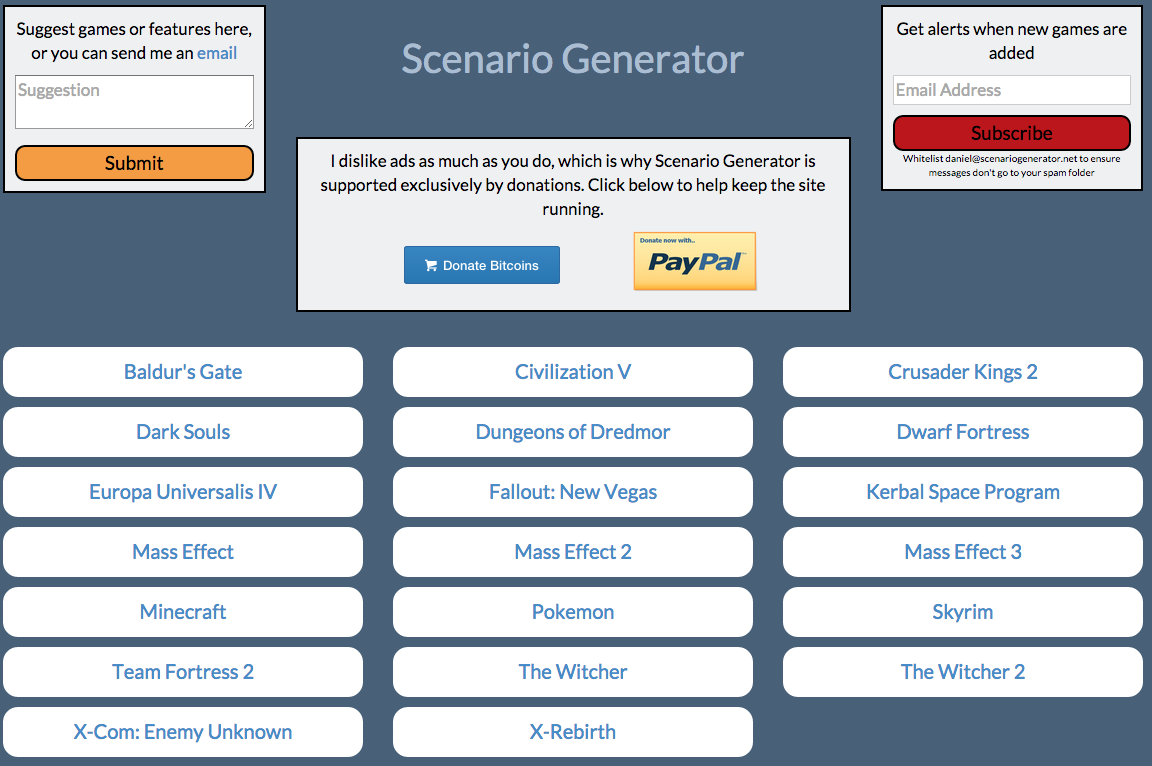 Suggest games or features here,
or you can send me an email
Suggestion
Submit
Scenario Generator
Get alerts when new games are
added
Email Address
Subscribe
Whitelist daniel@scenariogenerator.net to ensure
messages don't go to your spam folder
I dislike ads as much as you do, which is why Scenario Generator is
supported exclusively by donations. Click below to help keep the site
running.
Donate Bitcoins
Donate now with..
PayPal
Baldur's Gate
Civilization V
Crusader Kings 2
Dark Souls
Dungeons of Dredmor
Dwarf Fortress
Europa Universalis IV
Fallout: New Vegas
Kerbal Space Program
Mass Effect
Mass Effect 2
Mass Effect 3
Minecraft
Pokemon
Skyrim
Team Fortress 2
The Witcher
The Witcher 2
X-Com: Enemy Unknown
X-Rebirth